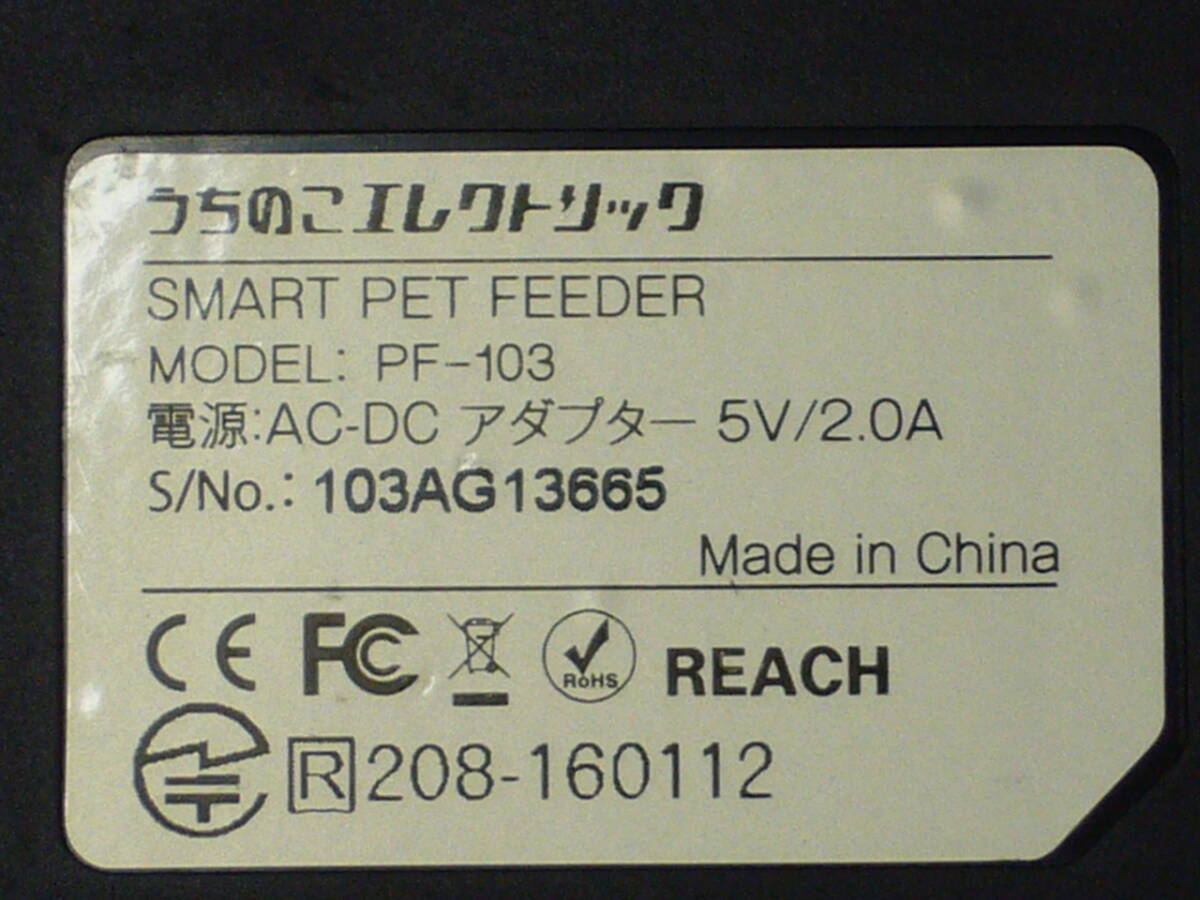 うちのこエレクトリック
SMART PET FEEDER
MODEL: PF-103
電源:AC-DC アダプター 5V/2.0A
S/No.: 103AG13665
Made in China
CE FC RoHS REACH
R 208-160112